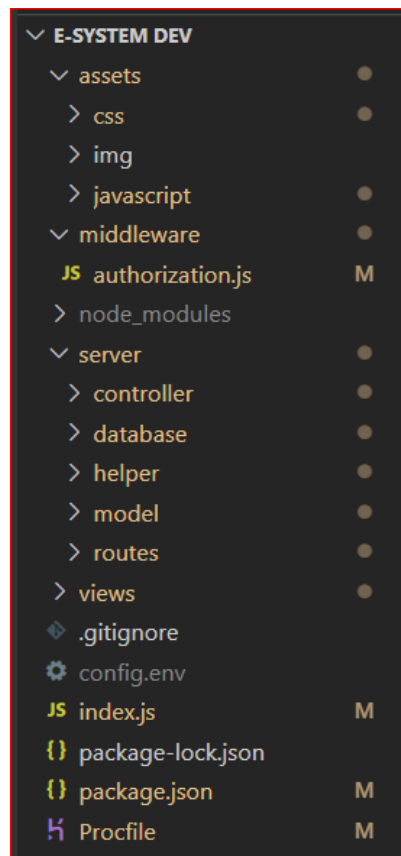 E-SYSTEM DEV
assets
css
img
javascript
middleware
JS authorization.js M
node_modules
server
controller
database
helper
model
routes
views
.gitignore
config.env
JS index.js M
{} package-lock.json
{} package.json M
Procfile M